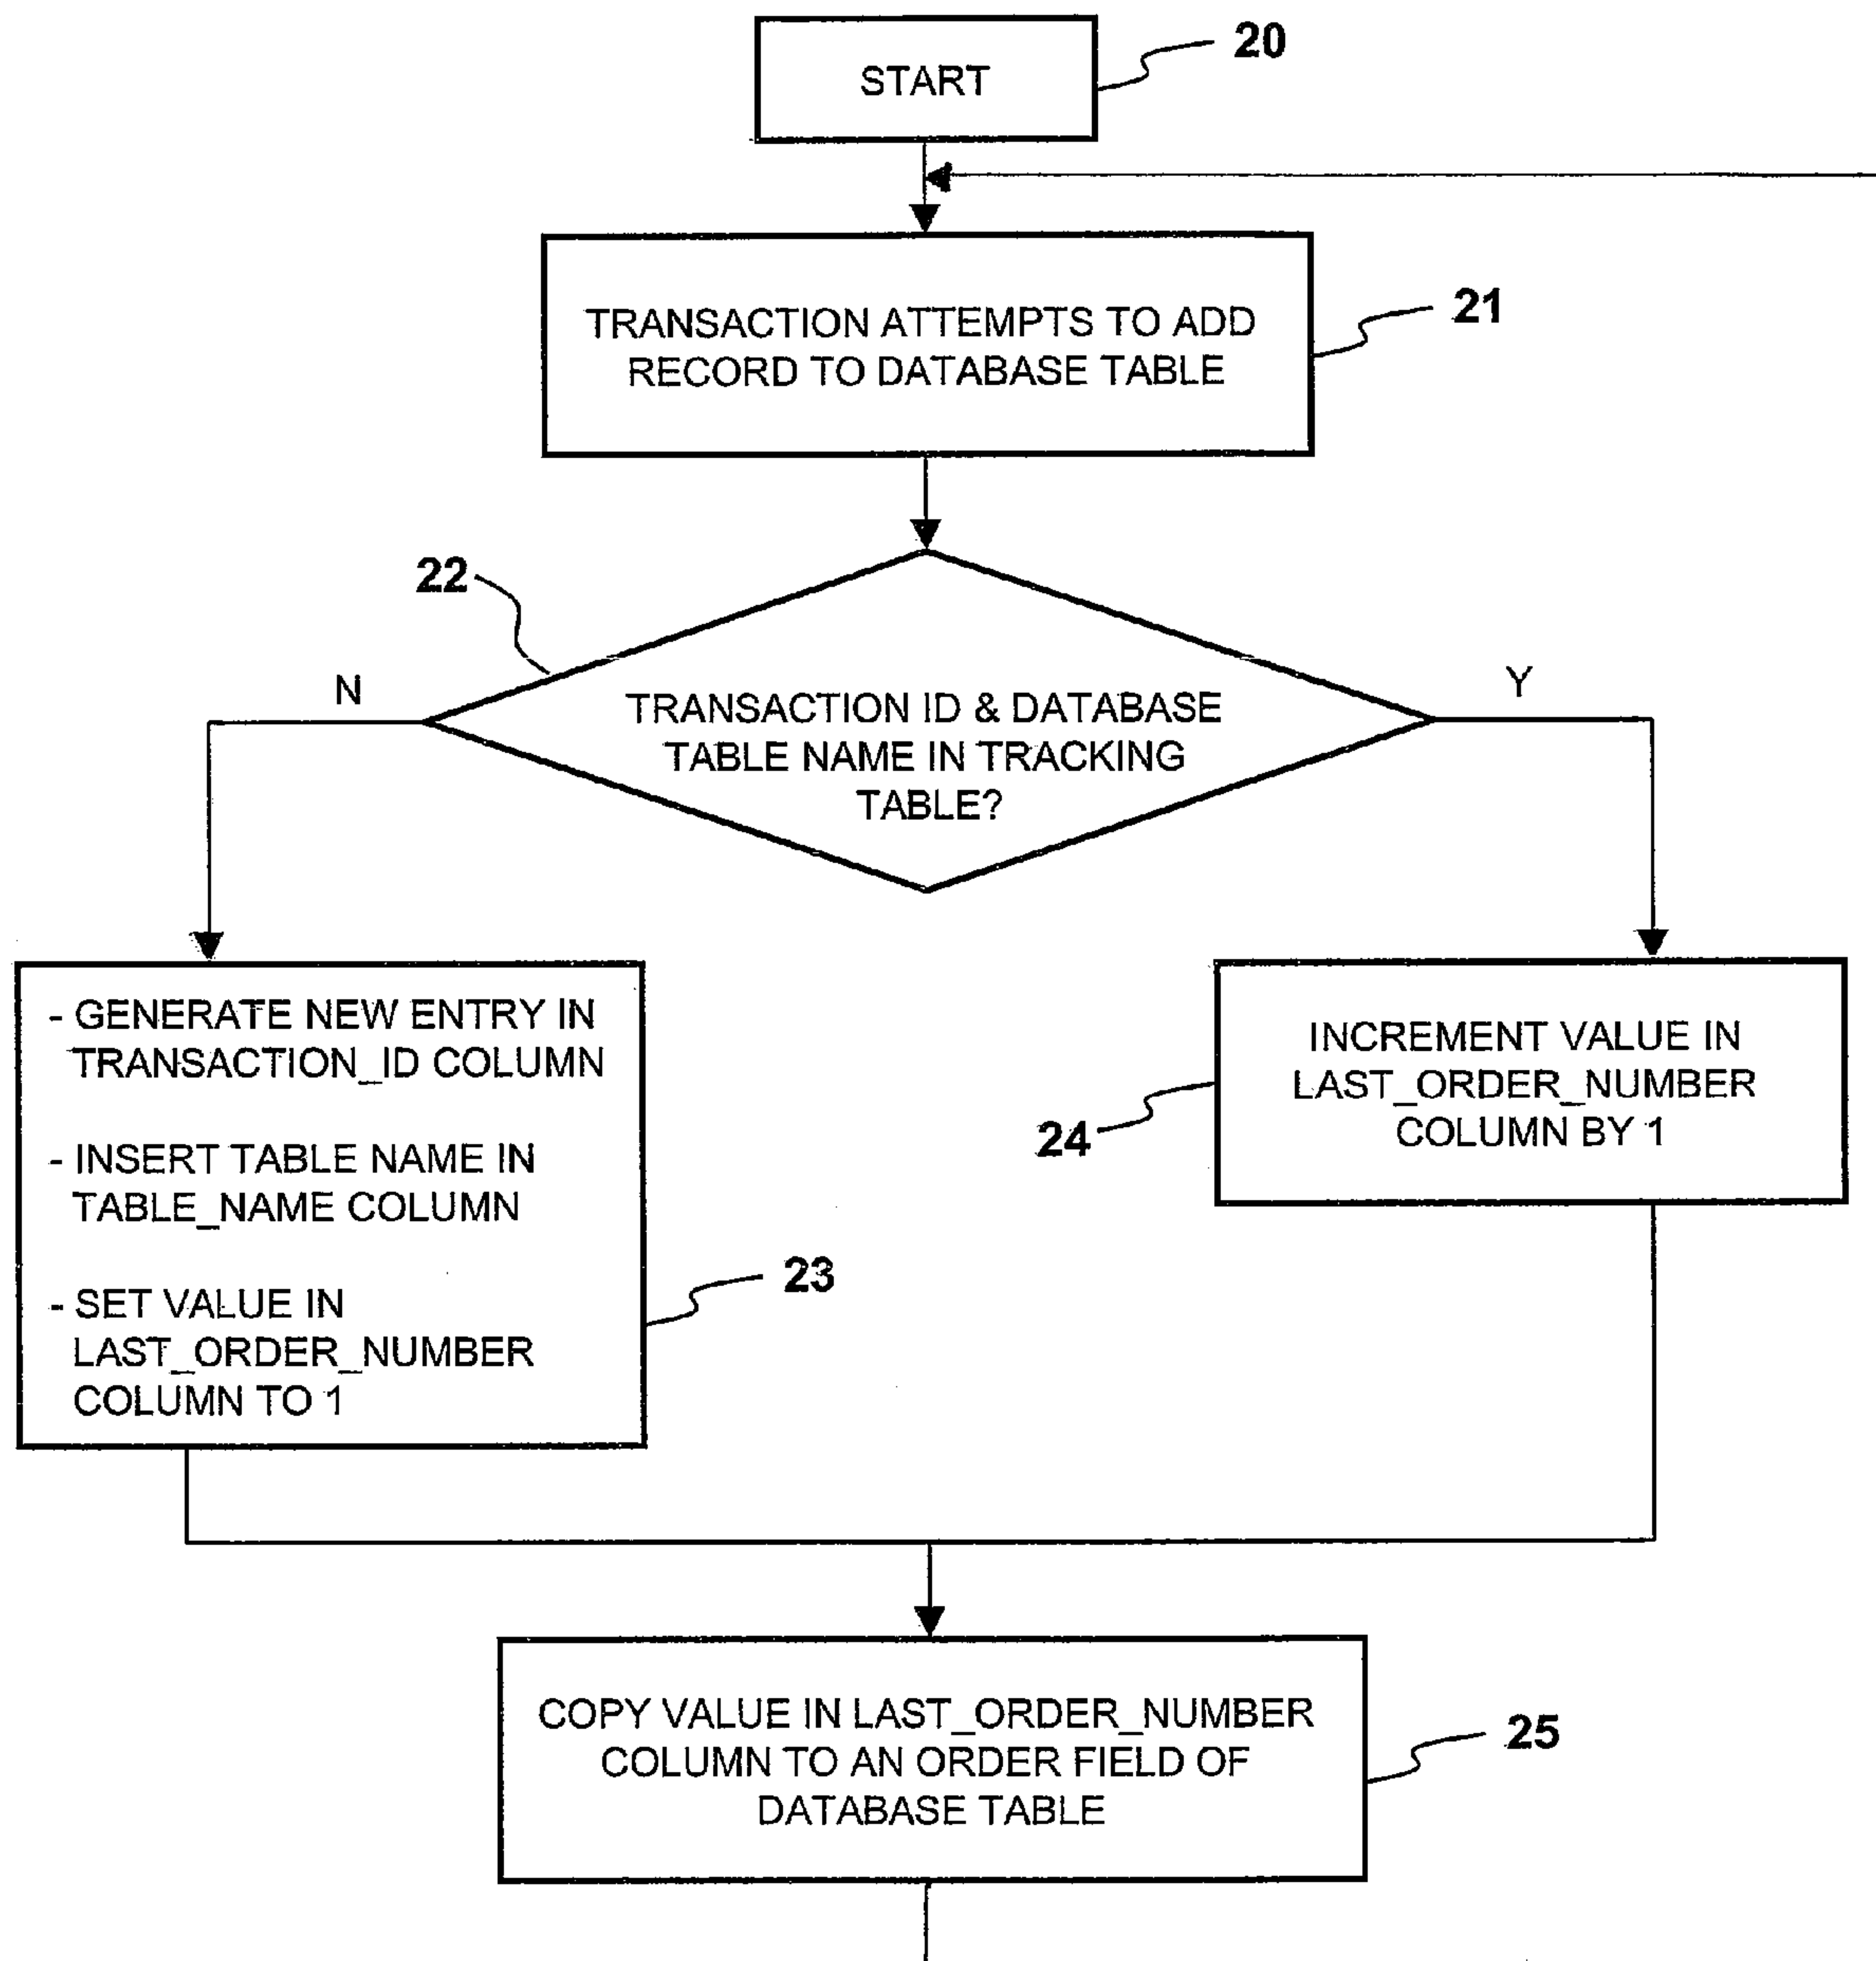 START
20
TRANSACTION ATTEMPTS TO ADD
RECORD TO DATABASE TABLE
21
22
N
Y
TRANSACTION ID & DATABASE
TABLE NAME IN TRACKING
TABLE?
- GENERATE NEW ENTRY IN
TRANSACTION_ID COLUMN
- INSERT TABLE NAME IN
TABLE_NAME COLUMN
- SET VALUE IN
LAST_ORDER_NUMBER
COLUMN TO 1
23
INCREMENT VALUE IN
LAST_ORDER_NUMBER
COLUMN BY 1
24
COPY VALUE IN LAST_ORDER_NUMBER
COLUMN TO AN ORDER FIELD OF
DATABASE TABLE
25